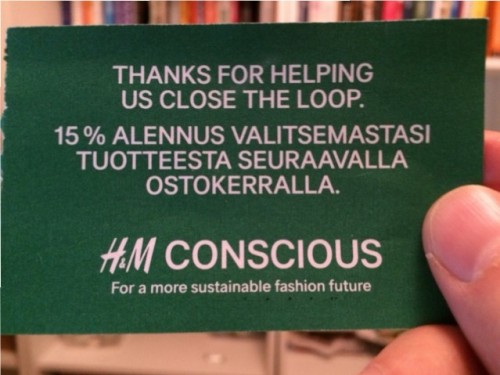 THANKS FOR HELPING
US CLOSE THE LOOP.
15 % ALENNUS VALITSEMASTASI
TUOTTEESTA SEURAAVALLA
OSTOKERRALLA.
H&M CONSCIOUS
For a more sustainable fashion future